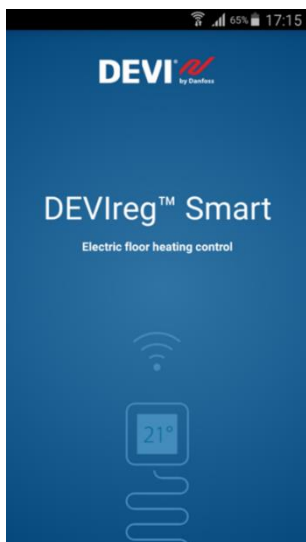 65% 17:15
DEVI®
by Danfoss
DEVIreg™ Smart
Electric floor heating control
21°